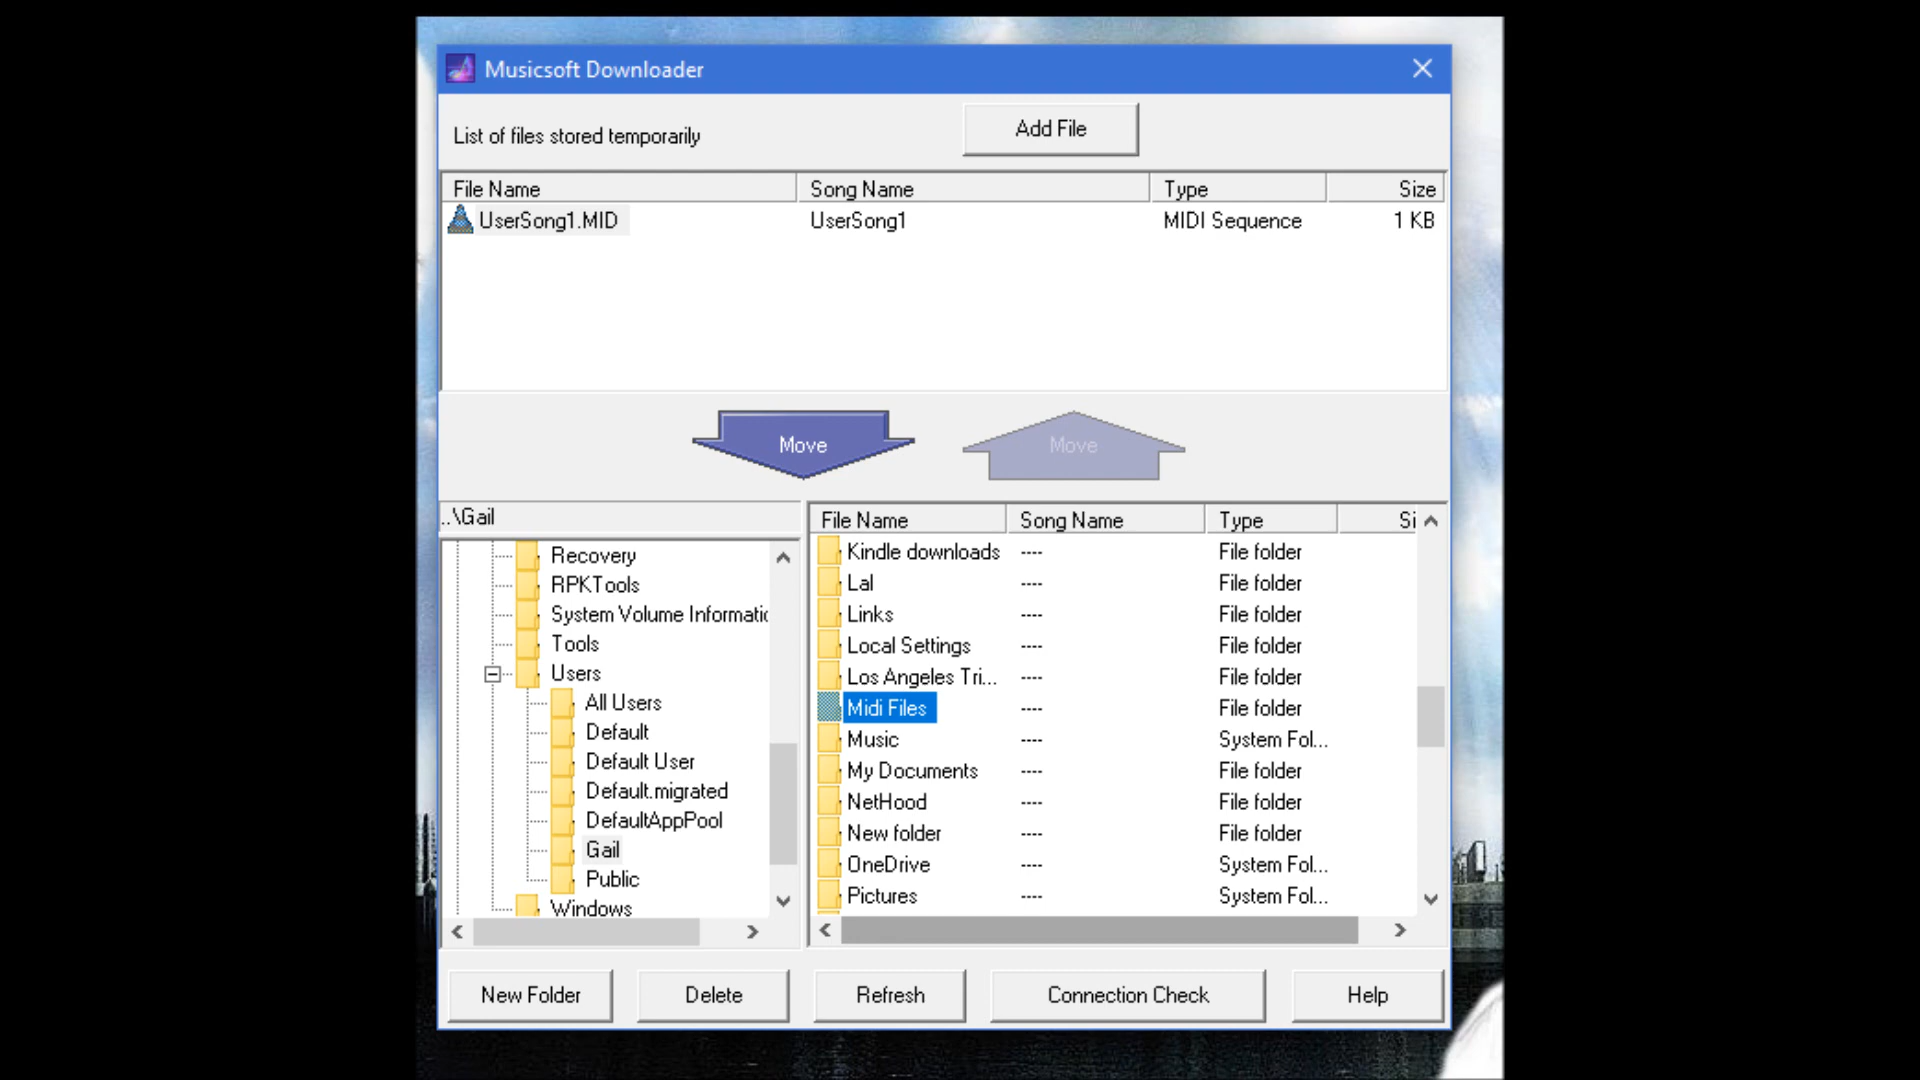 Musicsoft Downloader
List of files stored temporarily
Add File
File Name Song Name Type Size
UserSong1.MID UserSong1 MIDI Sequence 1 KB
Move Move
..\Gail
Recovery
RPKTools
System Volume Informatic
Tools
Users
All Users
Default
Default User
Default.migrated
DefaultAppPool
Gail
Public
Windows
File Name Song Name Type Si
Kindle downloads ---- File folder
Lal ---- File folder
Links ---- File folder
Local Settings ---- File folder
Los Angeles Tri... ---- File folder
Midi Files ---- File folder
Music ---- System Fol...
My Documents ---- File folder
NetHood ---- File folder
New folder ---- File folder
OneDrive ---- System Fol...
Pictures ---- System Fol...
New Folder Delete Refresh Connection Check Help